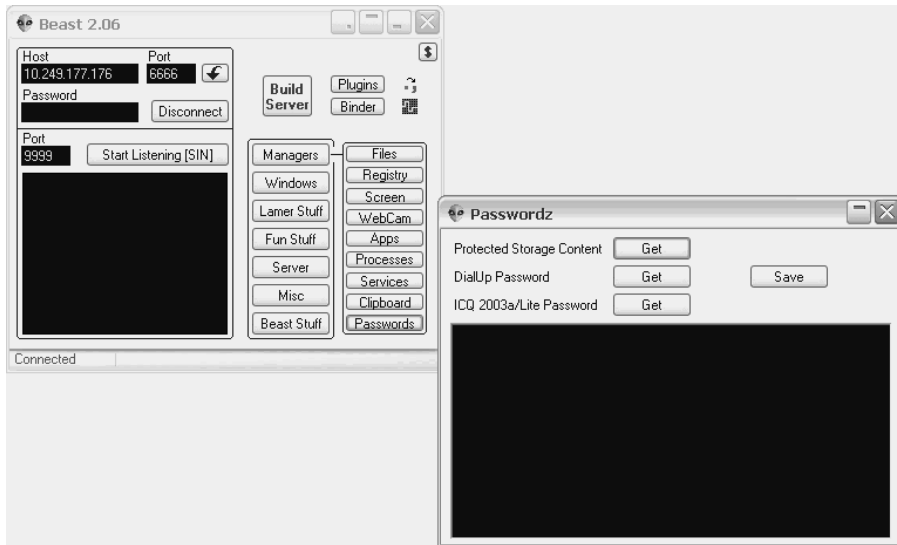 Beast 2.06
$
Host Port
10.249.177.176 6666
Password
Disconnect
Build
Server
Plugins
Binder
Port
9999 Start Listening [SIN]
Managers
Windows
Lamer Stuff
Fun Stuff
Server
Misc
Beast Stuff
Files
Registry
Screen
WebCam
Apps
Processes
Services
Clipboard
Passwords
Connected
Passwordz
Protected Storage Content Get
DialUp Password Get Save
ICQ 2003a/Lite Password Get